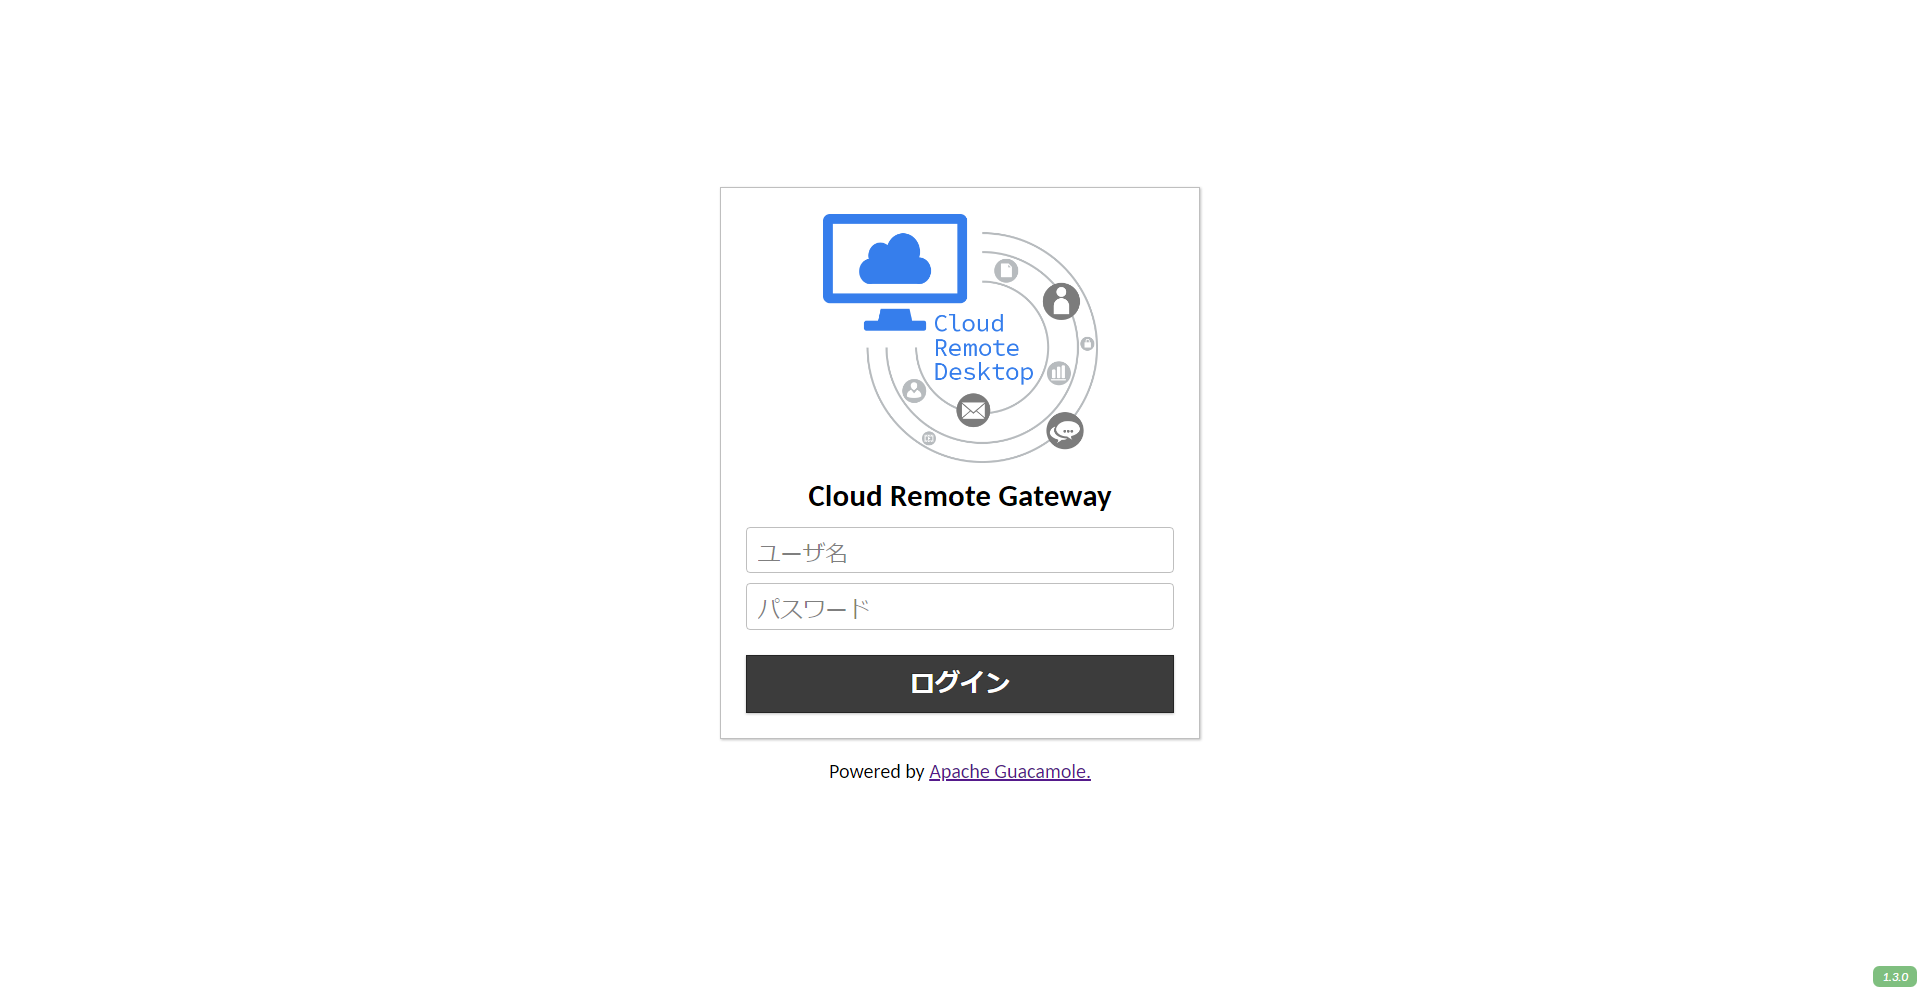 Cloud
Remote
Desktop
Cloud Remote Gateway
ユーザ名
パスワード
ログイン
Powered by Apache Guacamole.
1.3.0